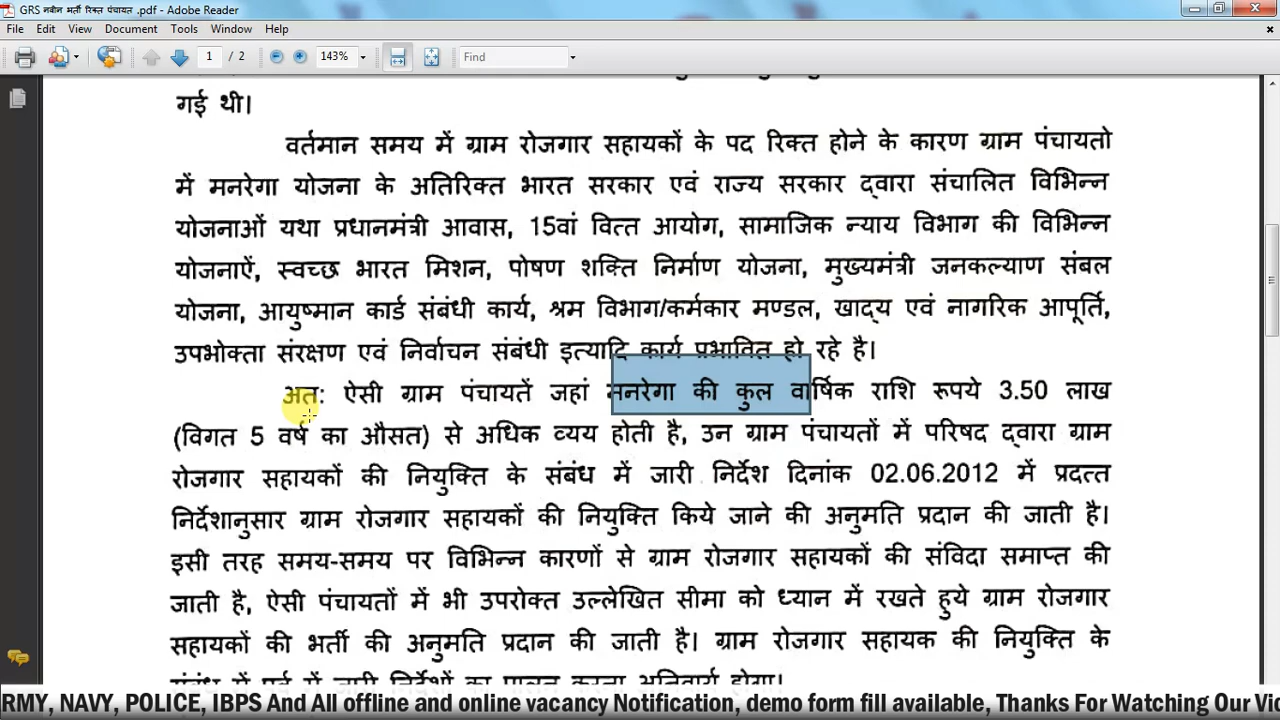 GRS नवीन भर्ती रिक्त पंचायत .pdf - Adobe Reader
File Edit View Document Tools Window Help
1 / 2 143% Find
गई थी।
वर्तमान समय में ग्राम रोजगार सहायकों के पद रिक्त होने के कारण ग्राम पंचायतो
में मनरेगा योजना के अतिरिक्त भारत सरकार एवं राज्य सरकार द्वारा संचालित विभिन्न
योजनाओं यथा प्रधानमंत्री आवास, 15वां वित्त आयोग, सामाजिक न्याय विभाग की विभिन्न
योजनाऐं, स्वच्छ भारत मिशन, पोषण शक्ति निर्माण योजना, मुख्यमंत्री जनकल्याण संबल
योजना, आयुष्मान कार्ड संबंधी कार्य, श्रम विभाग/कर्मकार मण्डल, खाद्य एवं नागरिक आपूर्ति,
उपभोक्ता संरक्षण एवं निर्वाचन संबंधी इत्यादि कार्य प्रभावित हो रहे है।
अत: ऐसी ग्राम पंचायतें जहां मनरेगा की कुल वार्षिक राशि रूपये 3.50 लाख
(विगत 5 वर्ष का औसत) से अधिक व्यय होती है, उन ग्राम पंचायतों में परिषद द्वारा ग्राम
रोजगार सहायकों की नियुक्ति के संबंध में जारी निर्देश दिनांक 02.06.2012 में प्रदत्त
निर्देशानुसार ग्राम रोजगार सहायकों की नियुक्ति किये जाने की अनुमति प्रदान की जाती है।
इसी तरह समय-समय पर विभिन्न कारणों से ग्राम रोजगार सहायकों की संविदा समाप्त की
जाती है, ऐसी पंचायतों में भी उपरोक्त उल्लेखित सीमा को ध्यान में रखते हुये ग्राम रोजगार
सहायकों की भर्ती की अनुमति प्रदान की जाती है। ग्राम रोजगार सहायक की नियुक्ति के
संबंध में पूर्व में जारी निर्देशों का पालन करना अनिवार्य होगा।
RMY, NAVY, POLICE, IBPS And All offline and online vacancy Notification, demo form fill available, Thanks For Watching Our Vi